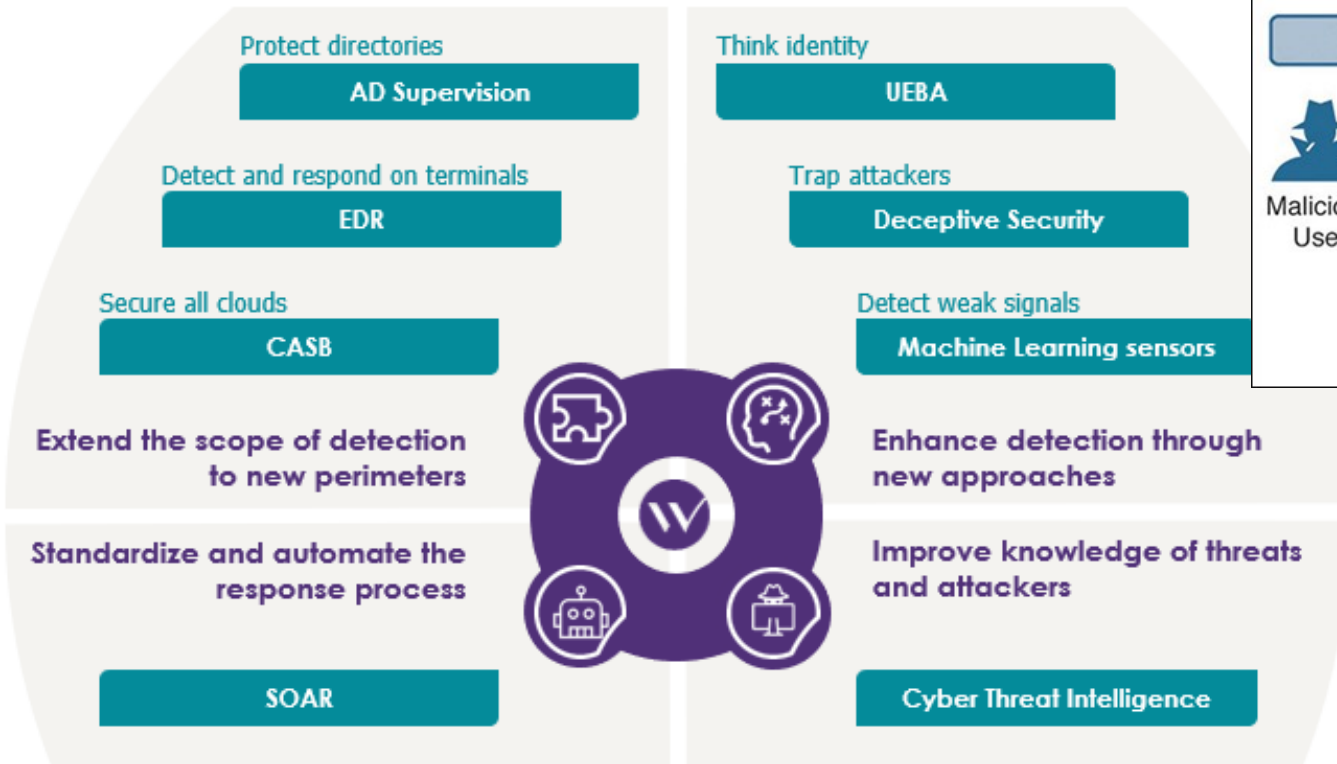 Protect directories
AD Supervision
Detect and respond on terminals
EDR
Secure all clouds
CASB
Extend the scope of detection
to new perimeters
Think identity
UEBA
Trap attackers
Deceptive Security
Detect weak signals
Machine Learning sensors
Enhance detection through
new approaches
Standardize and automate the
response process
SOAR
Improve knowledge of threats
and attackers
Cyber Threat Intelligence